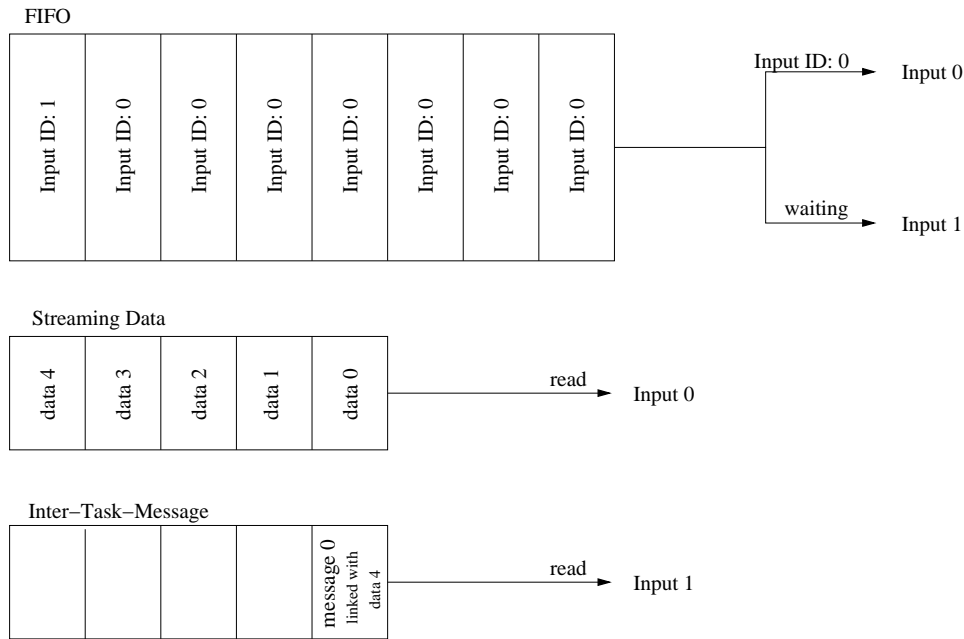 FIFO
Input ID: 1
Input ID: 0
Input ID: 0
Input ID: 0
Input ID: 0
Input ID: 0
Input ID: 0
Input ID: 0
Input ID: 0
Input 0
waiting
Input 1
Streaming Data
data 4
data 3
data 2
data 1
data 0
read
Input 0
Inter−Task−Message
message 0
linked with
data 4
read
Input 1